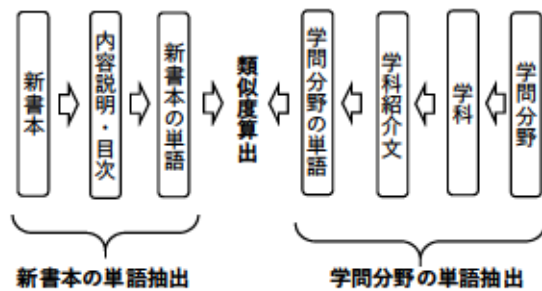 新書本
内容説明・目次
新書本の単語
類似度算出
学問分野の単語
学科紹介文
学科
学問分野
新書本の単語抽出
学問分野の単語抽出